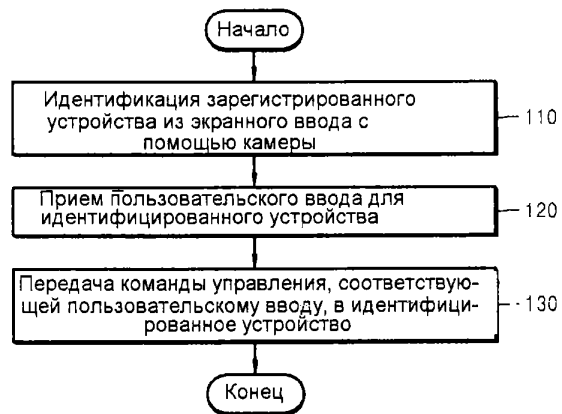 Начало
Идентификация зарегистрированного
устройства из экранного ввода с
помощью камеры
110
Прием пользовательского ввода для
идентифицированного устройства
120
Передача команды управления, соответствую-
щей пользовательскому вводу, в идентифици-
рованное устройство
130
Конец